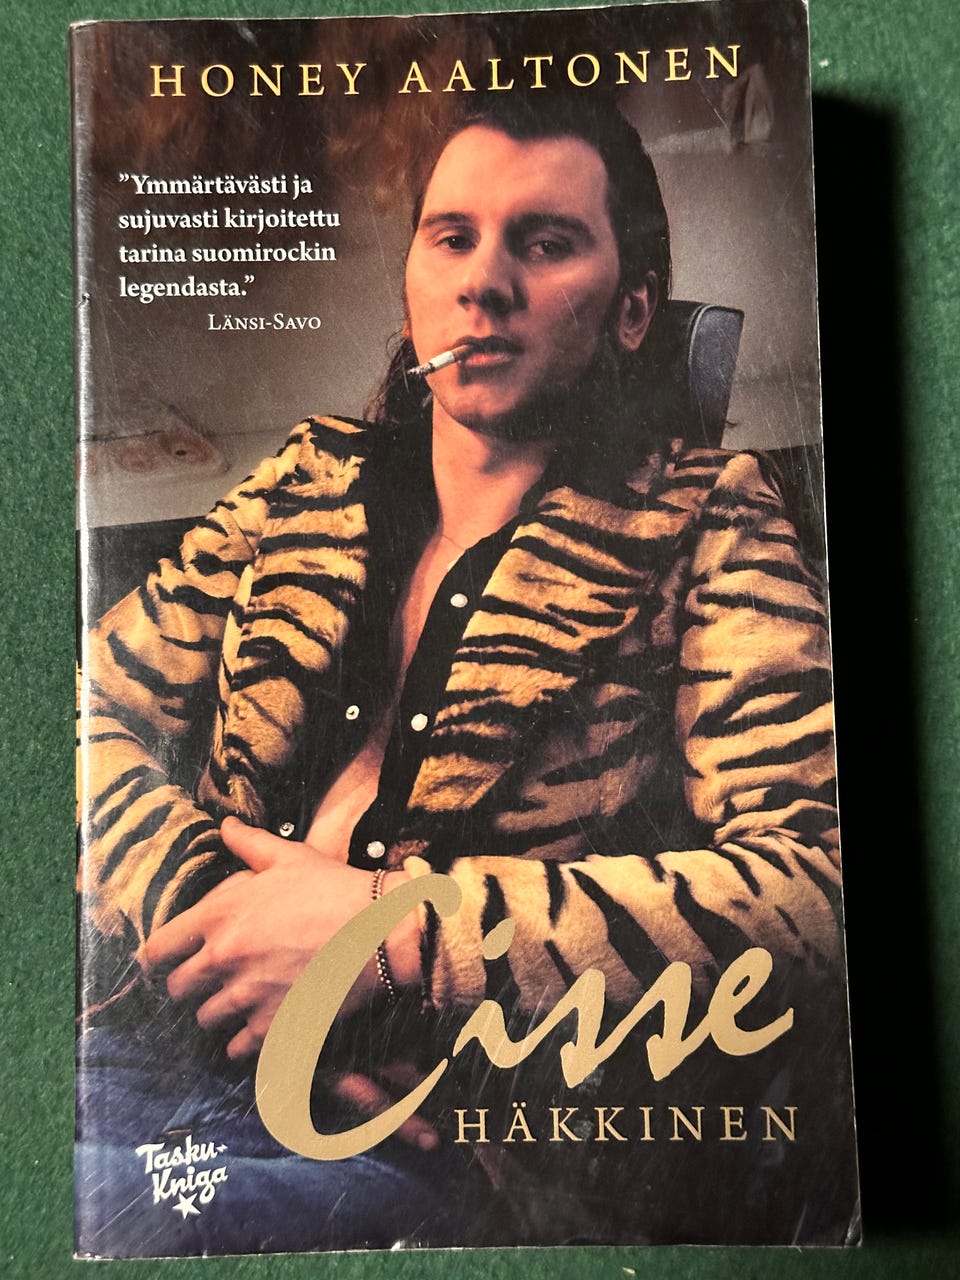 HONEY AALTONEN
”Ymmärtävästi ja
sujuvasti kirjoitettu
tarina suomirockin
legendasta.”
LÄNSI-SAVO
Cisse
HÄKKINEN
Tasku-
Kniga